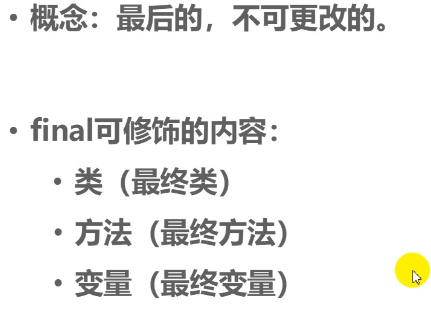 • 概念：最后的，不可更改的。
• final可修饰的内容：
• 类（最终类）
• 方法（最终方法）
• 变量（最终变量）